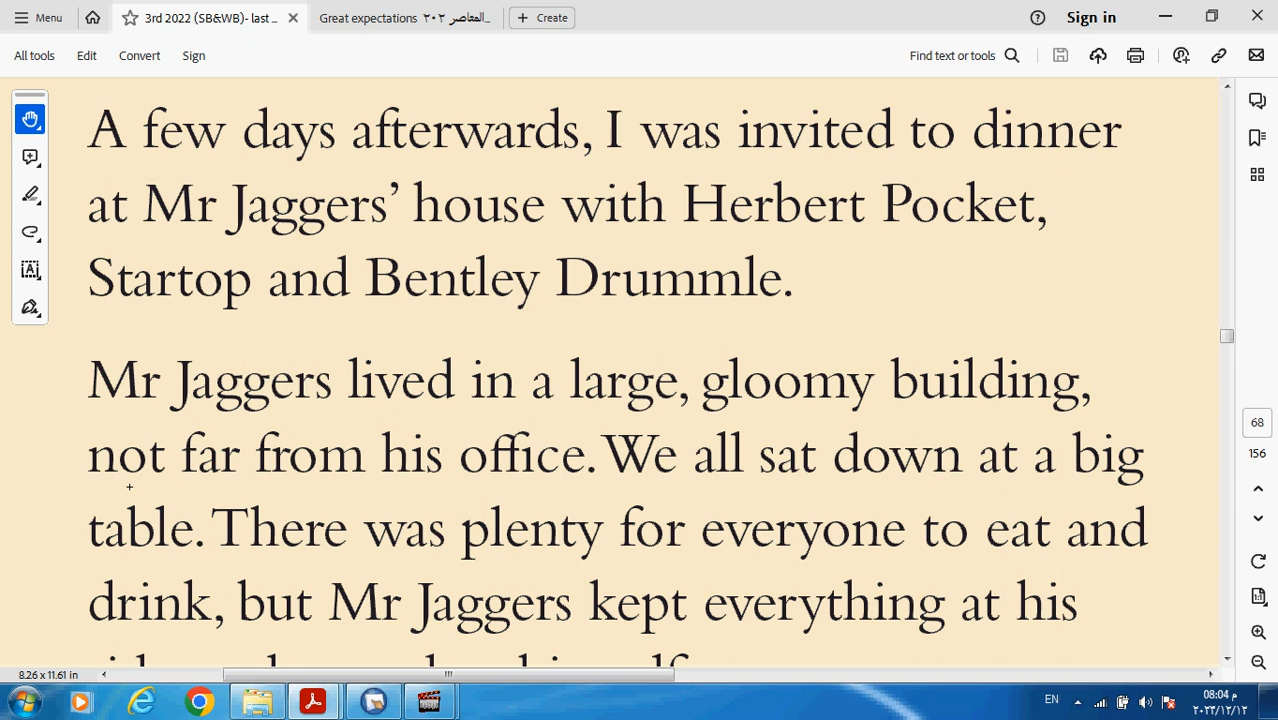 Menu
3rd 2022 (SB&WB)- last ...
Great expectations المعاصر ٢٠٢...
Create
Sign in
All tools Edit Convert Sign
Find text or tools
A few days afterwards, I was invited to dinner
at Mr Jaggers’ house with Herbert Pocket,
Startop and Bentley Drummle.
Mr Jaggers lived in a large, gloomy building,
not far from his office. We all sat down at a big
table. There was plenty for everyone to eat and
drink, but Mr Jaggers kept everything at his
68
156
8.26 x 11.61 in
EN
08:04 م
٢٠٢٣/١٢/١٢